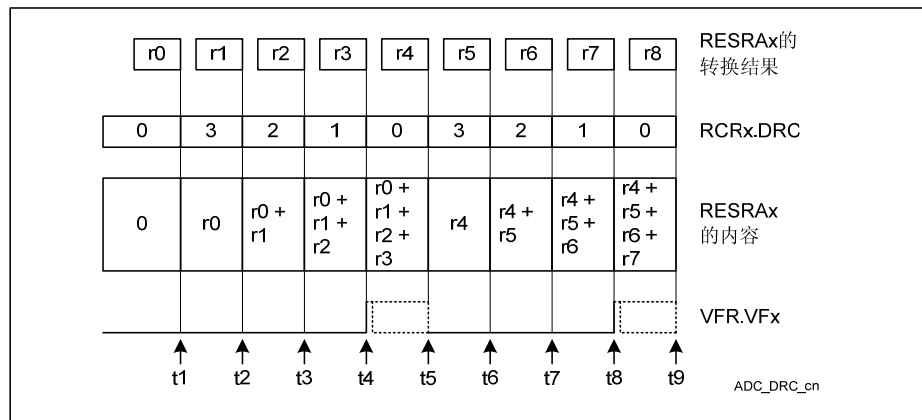 r0 r1 r2 r3 r4 r5 r6 r7 r8
RESRAx的
转换结果
0 3 2 1 0 3 2 1 0
RCRx.DRC
0
r0
r0 +
r1
r0 +
r1 +
r2
r0 +
r1 +
r2 +
r3
r4
r4 +
r5
r4 +
r5 +
r6
r4 +
r5 +
r6 +
r7
RESRAx
的内容
VFR.VFx
t1 t2 t3 t4 t5 t6 t7 t8 t9
ADC_DRC_cn